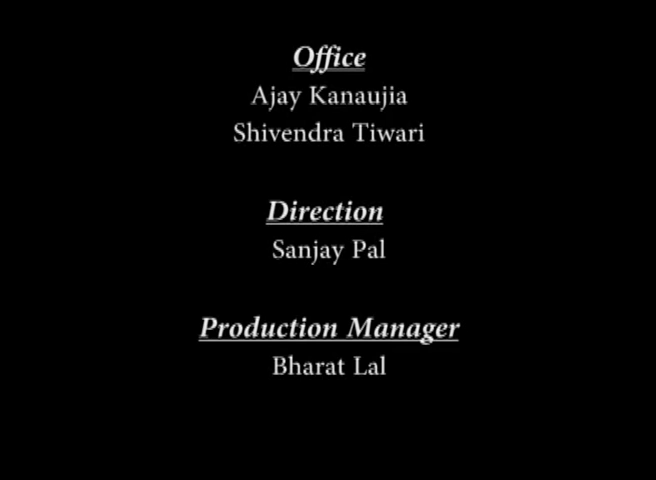 Office
Ajay Kanaujia
Shivendra Tiwari
Direction
Sanjay Pal
Production Manager
Bharat Lal